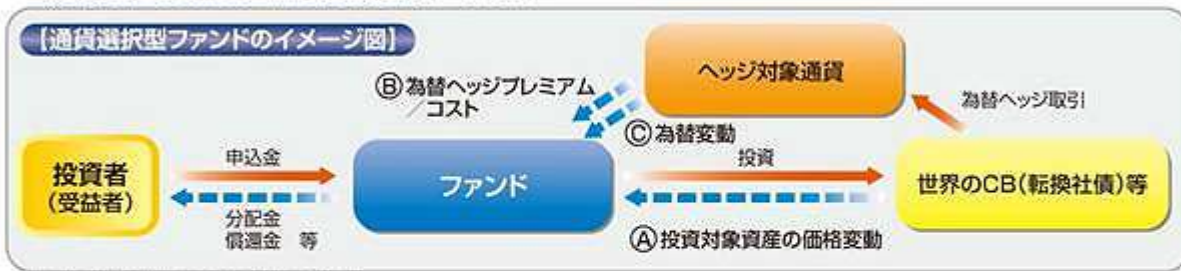 【通貨選択型ファンドのイメージ図】
ヘッジ対象通貨
Ⓑ為替ヘッジプレミアム
／コスト
為替ヘッジ取引
Ⓒ為替変動
投資者
（受益者）
申込金
分配金
償還金　等
ファンド
投資
Ⓐ投資対象資産の価格変動
世界のCB（転換社債）等